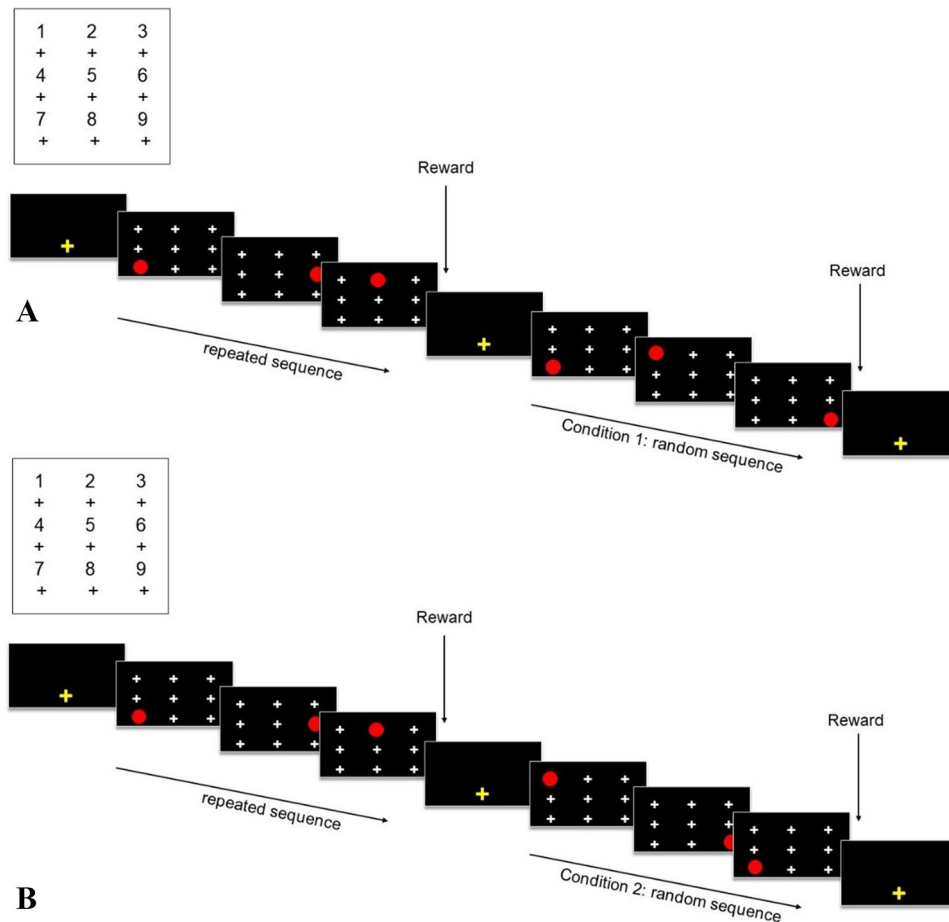 1 2 3
+ + +
4 5 6
+ + +
7 8 9
+ + +
Reward
Reward
A
repeated sequence
Condition 1: random sequence
1 2 3
+ + +
4 5 6
+ + +
7 8 9
+ + +
Reward
Reward
repeated sequence
Condition 2: random sequence
B